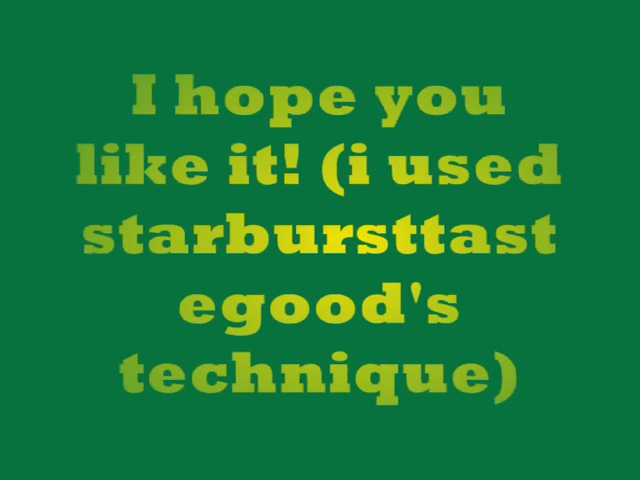 I hope you
like it! (i used
starbursttast
egood's
technique)